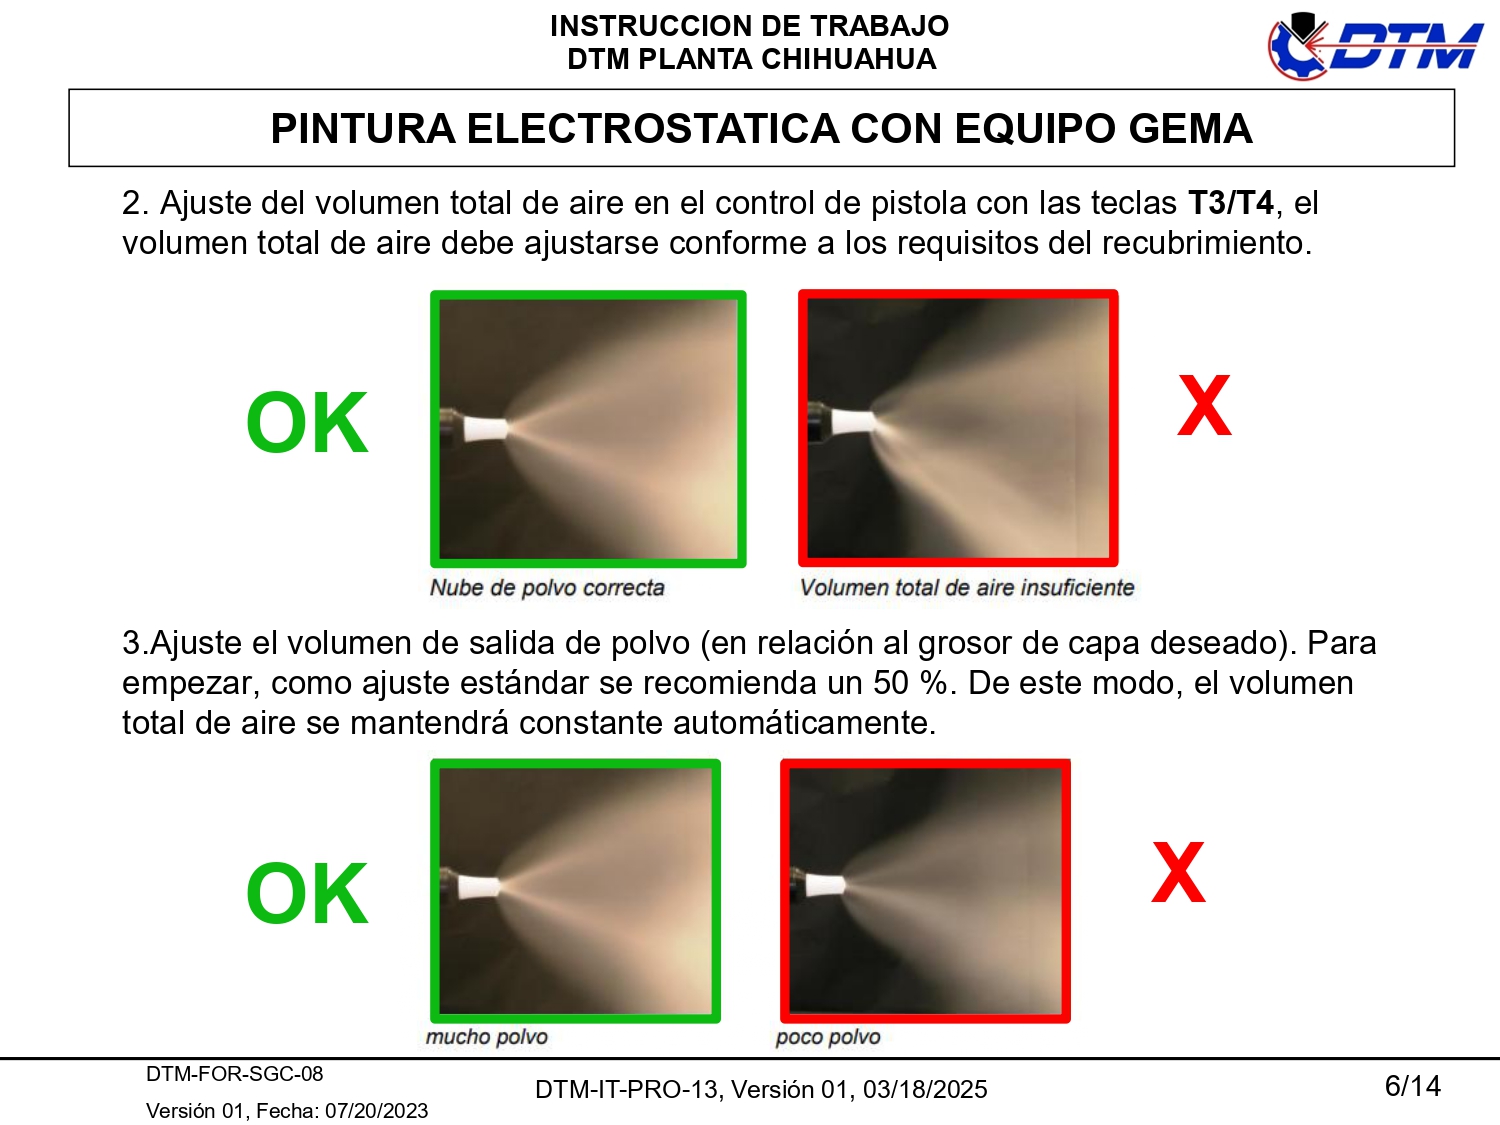 INSTRUCCION DE TRABAJO
DTM PLANTA CHIHUAHUA
DTM
PINTURA ELECTROSTATICA CON EQUIPO GEMA
2. Ajuste del volumen total de aire en el control de pistola con las teclas T3/T4, el
volumen total de aire debe ajustarse conforme a los requisitos del recubrimiento.
OK
X
Nube de polvo correcta
Volumen total de aire insuficiente
3.Ajuste el volumen de salida de polvo (en relación al grosor de capa deseado). Para
empezar, como ajuste estándar se recomienda un 50 %. De este modo, el volumen
total de aire se mantendrá constante automáticamente.
OK
X
mucho polvo
poco polvo
DTM-FOR-SGC-08
Versión 01, Fecha: 07/20/2023
DTM-IT-PRO-13, Versión 01, 03/18/2025
6/14